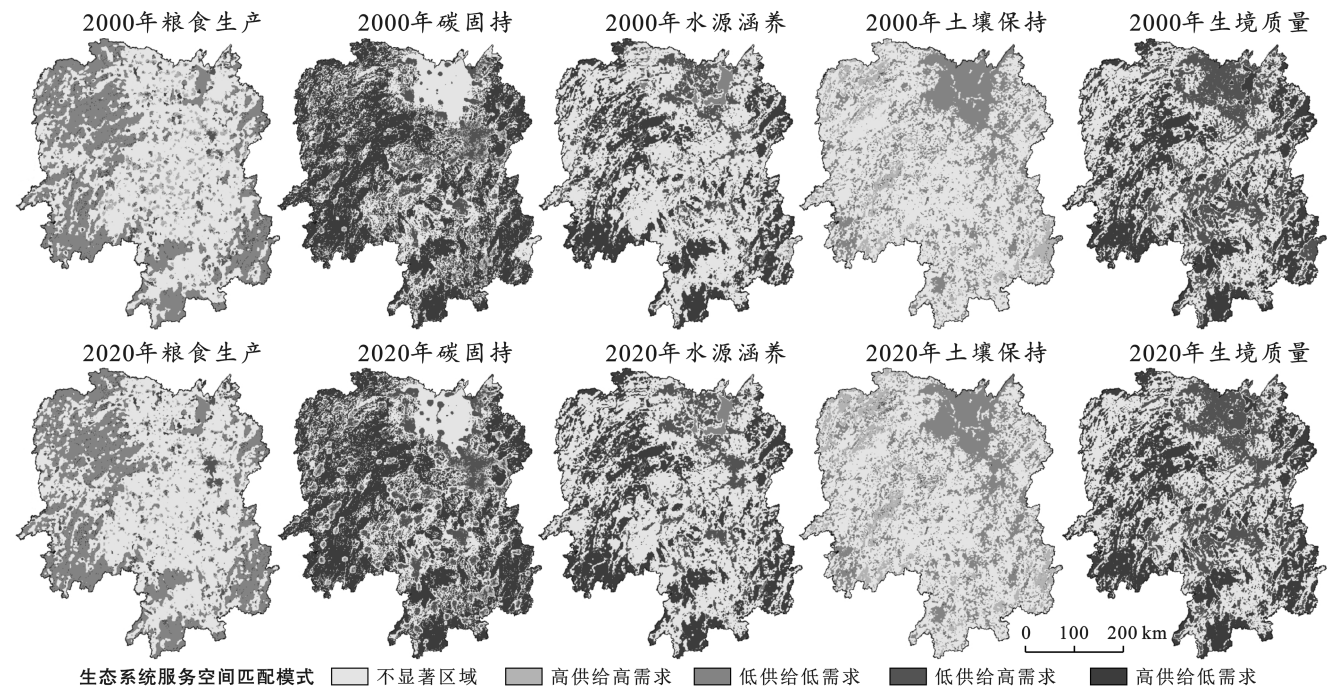 2000年粮食生产
2000年碳固持
2000年水源涵养
2000年土壤保持
2000年生境质量
2020年粮食生产
2020年碳固持
2020年水源涵养
2020年土壤保持
2020年生境质量
0 100 200 km
生态系统服务空间匹配模式 不显著区域 高供给高需求 低供给低需求 低供给高需求 高供给低需求